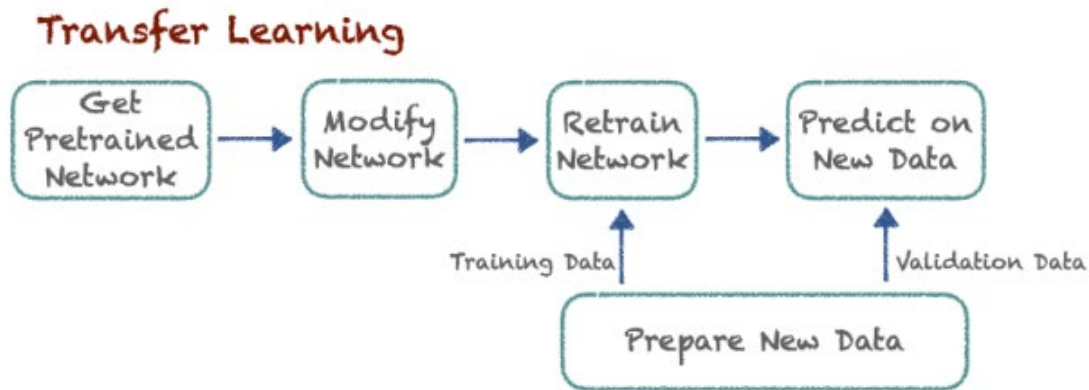 Transfer Learning
Get
Pretrained
Network
Modify
Network
Retrain
Network
Predict on
New Data
Training Data
Validation Data
Prepare New Data